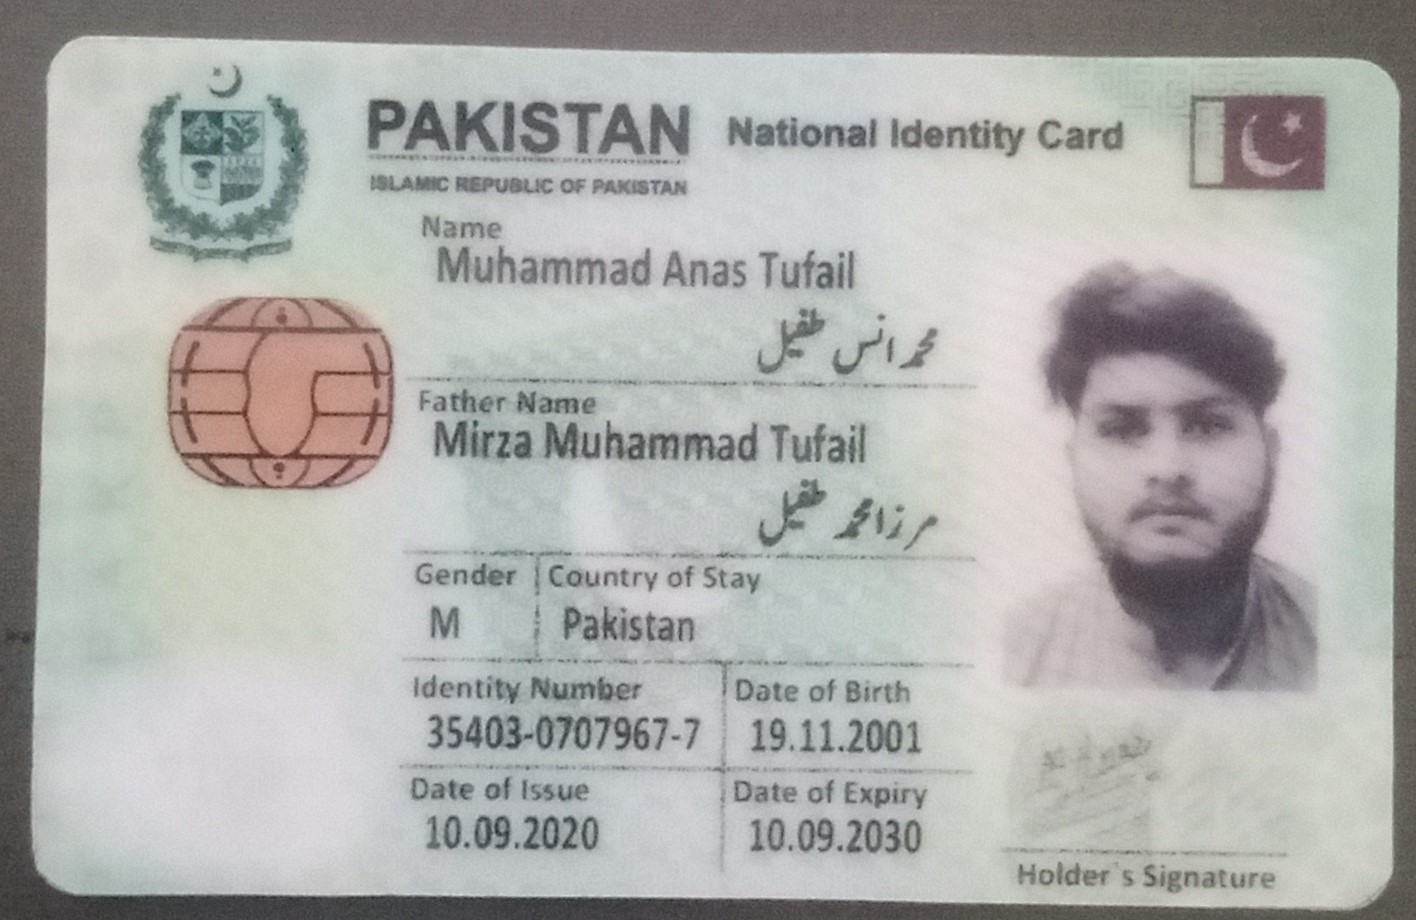 PAKISTAN National Identity Card
ISLAMIC REPUBLIC OF PAKISTAN
Name
Muhammad Anas Tufail
محمد انس طفیل
Father Name
Mirza Muhammad Tufail
مرزا محمد طفیل
Gender Country of Stay
M Pakistan
Identity Number Date of Birth
35403-0707967-7 19.11.2001
Date of Issue Date of Expiry
10.09.2020 10.09.2030
Holder`s Signature